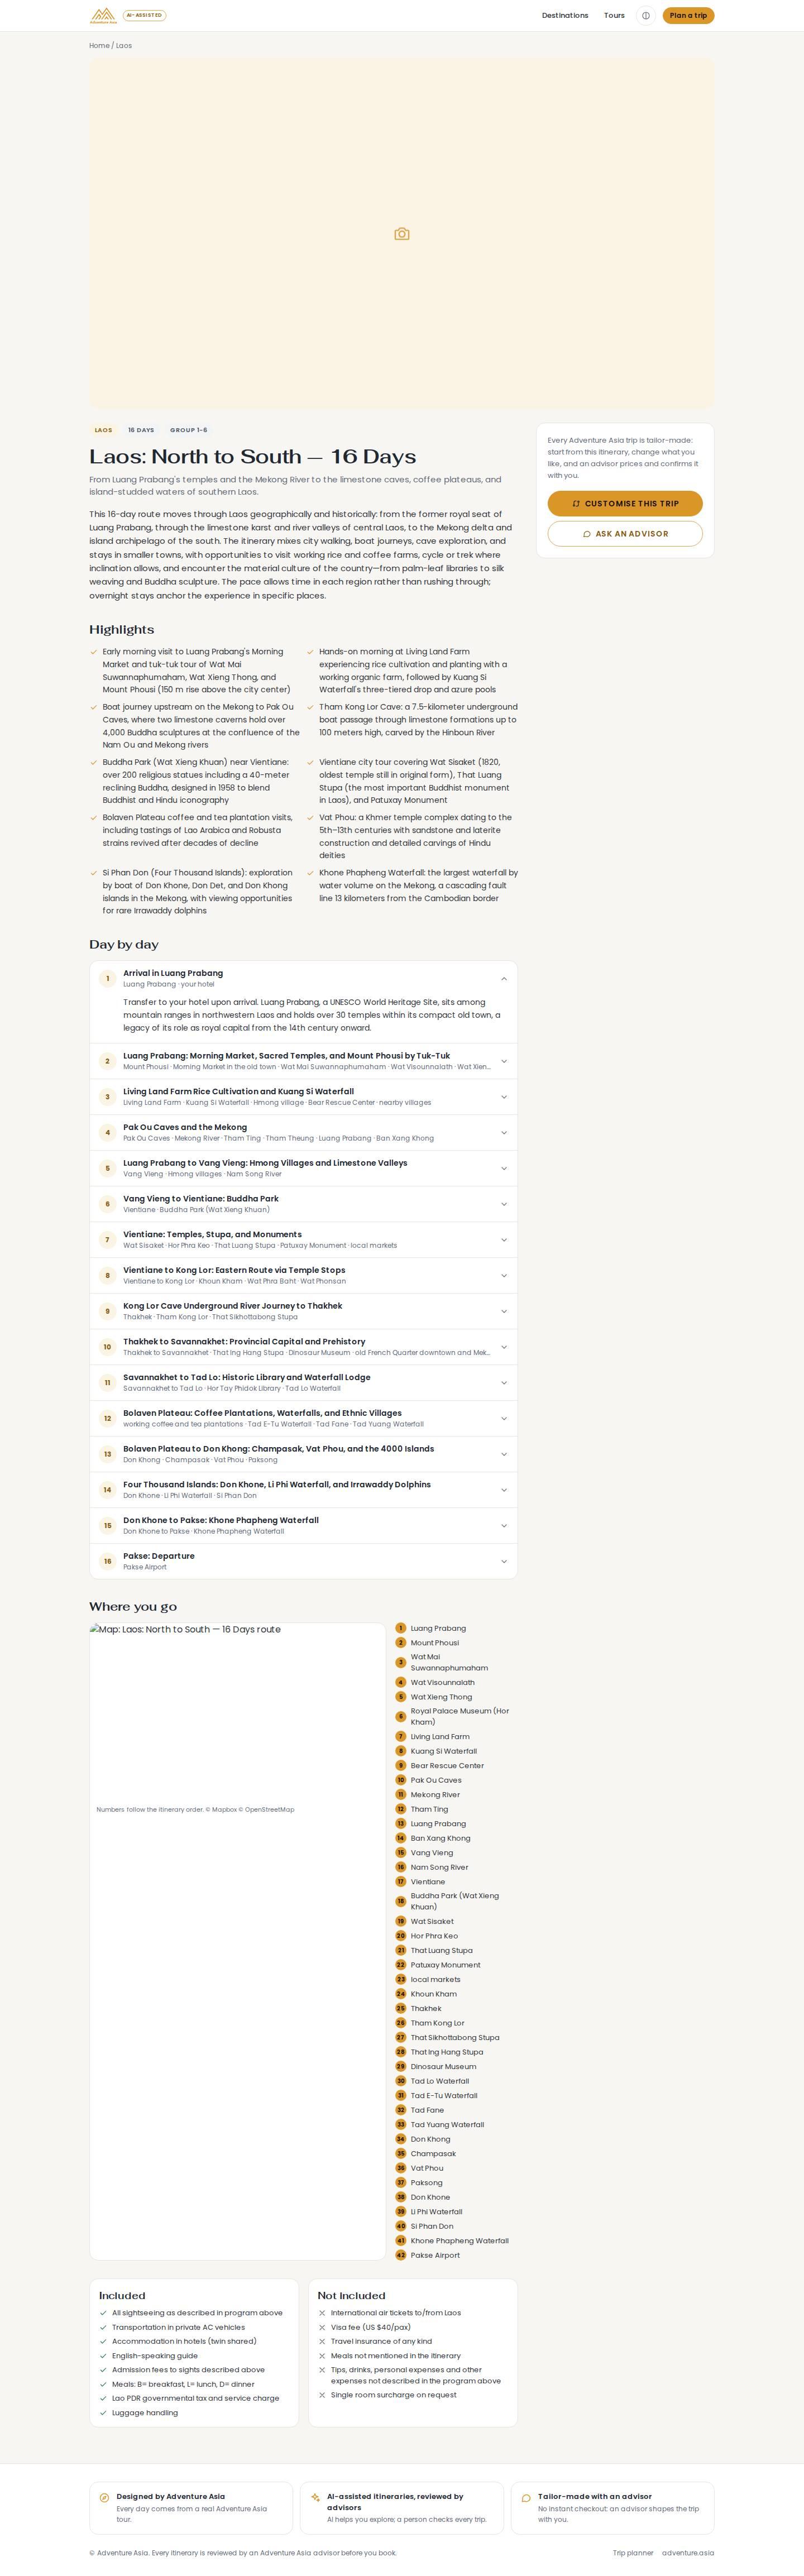 Adventure Asia
AI-ASSISTED
Destinations
Tours
Plan a trip
Home / Laos
LAOS
16 DAYS
GROUP 1-6
Laos: North to South — 16 Days
From Luang Prabang's temples and the Mekong River to the limestone caves, coffee plateaus, and
island-studded waters of southern Laos.
This 16-day route moves through Laos geographically and historically: from the former royal seat of
Luang Prabang, through the limestone karst and river valleys of central Laos, to the Mekong delta and
island archipelago of the south. The itinerary mixes city walking, boat journeys, cave exploration, and
stays in smaller towns, with opportunities to visit working rice and coffee farms, cycle or trek where
inclination allows, and encounter the material culture of the country—from palm-leaf libraries to silk
weaving and Buddha sculpture. The pace allows time in each region rather than rushing through;
overnight stays anchor the experience in specific places.
Every Adventure Asia trip is tailor-made:
start from this itinerary, change what you
like, and an advisor prices and confirms it
with you.
CUSTOMISE THIS TRIP
ASK AN ADVISOR
Highlights
Early morning visit to Luang Prabang's Morning
Market and tuk-tuk tour of Wat Mai
Suwannaphumaham, Wat Xieng Thong, and
Mount Phousi (150 m rise above the city center)
Hands-on morning at Living Land Farm
experiencing rice cultivation and planting with a
working organic farm, followed by Kuang Si
Waterfall's three-tiered drop and azure pools
Boat journey upstream on the Mekong to Pak Ou
Caves, where two limestone caverns hold over
4,000 Buddha sculptures at the confluence of the
Nam Ou and Mekong rivers
Tham Kong Lor Cave: a 7.5-kilometer underground
boat passage through limestone formations up to
100 meters high, carved by the Hinboun River
Buddha Park (Wat Xieng Khuan) near Vientiane:
over 200 religious statues including a 40-meter
reclining Buddha, designed in 1958 to blend
Buddhist and Hindu iconography
Vientiane city tour covering Wat Sisaket (1820,
oldest temple still in original form), That Luang
Stupa (the most important Buddhist monument
in Laos), and Patuxay Monument
Bolaven Plateau coffee and tea plantation visits,
including tastings of Lao Arabica and Robusta
strains revived after decades of decline
Vat Phou: a Khmer temple complex dating to the
5th–13th centuries with sandstone and laterite
construction and detailed carvings of Hindu
deities
Si Phan Don (Four Thousand Islands): exploration
by boat of Don Khone, Don Det, and Don Khong
islands in the Mekong, with viewing opportunities
for rare Irrawaddy dolphins
Khone Phapheng Waterfall: the largest waterfall by
water volume on the Mekong, a cascading fault
line 13 kilometers from the Cambodian border
Day by day
1
Arrival in Luang Prabang
Luang Prabang · your hotel
Transfer to your hotel upon arrival. Luang Prabang, a UNESCO World Heritage Site, sits among
mountain ranges in northwestern Laos and holds over 30 temples within its compact old town, a
legacy of its role as royal capital from the 14th century onward.
2
Luang Prabang: Morning Market, Sacred Temples, and Mount Phousi by Tuk-Tuk
Mount Phousi · Morning Market in the old town · Wat Mai Suwannaphumaham · Wat Visounnalath · Wat Xien...
3
Living Land Farm Rice Cultivation and Kuang Si Waterfall
Living Land Farm · Kuang Si Waterfall · Hmong village · Bear Rescue Center · nearby villages
4
Pak Ou Caves and the Mekong
Pak Ou Caves · Mekong River · Tham Ting · Tham Theung · Luang Prabang · Ban Xang Khong
5
Luang Prabang to Vang Vieng: Hmong Villages and Limestone Valleys
Vang Vieng · Hmong villages · Nam Song River
6
Vang Vieng to Vientiane: Buddha Park
Vientiane · Buddha Park (Wat Xieng Khuan)
7
Vientiane: Temples, Stupa, and Monuments
Wat Sisaket · Hor Phra Keo · That Luang Stupa · Patuxay Monument · local markets
8
Vientiane to Kong Lor: Eastern Route via Temple Stops
Vientiane to Kong Lor · Khoun Kham · Wat Phra Baht · Wat Phonsan
9
Kong Lor Cave Underground River Journey to Thakhek
Thakhek · Tham Kong Lor · That Sikhottabong Stupa
10
Thakhek to Savannakhet: Provincial Capital and Prehistory
Thakhek to Savannakhet · That Ing Hang Stupa · Dinosaur Museum · old French Quarter downtown and Mek...
11
Savannakhet to Tad Lo: Historic Library and Waterfall Lodge
Savannakhet to Tad Lo · Hor Tay Phidok Library · Tad Lo Waterfall
12
Bolaven Plateau: Coffee Plantations, Waterfalls, and Ethnic Villages
working coffee and tea plantations · Tad E-Tu Waterfall · Tad Fane · Tad Yuang Waterfall
13
Bolaven Plateau to Don Khong: Champasak, Vat Phou, and the 4000 Islands
Don Khong · Champasak · Vat Phou · Paksong
14
Four Thousand Islands: Don Khone, Li Phi Waterfall, and Irrawaddy Dolphins
Don Khone · Li Phi Waterfall · Si Phan Don
15
Don Khone to Pakse: Khone Phapheng Waterfall
Don Khone to Pakse · Khone Phapheng Waterfall
16
Pakse: Departure
Pakse Airport
Where you go
Map: Laos: North to South — 16 Days route
Numbers follow the itinerary order. © Mapbox © OpenStreetMap
1 Luang Prabang
2 Mount Phousi
3 Wat Mai
Suwannaphumaham
4 Wat Visounnalath
5 Wat Xieng Thong
6 Royal Palace Museum (Hor
Kham)
7 Living Land Farm
8 Kuang Si Waterfall
9 Bear Rescue Center
10 Pak Ou Caves
11 Mekong River
12 Tham Ting
13 Luang Prabang
14 Ban Xang Khong
15 Vang Vieng
16 Nam Song River
17 Vientiane
18 Buddha Park (Wat Xieng
Khuan)
19 Wat Sisaket
20 Hor Phra Keo
21 That Luang Stupa
22 Patuxay Monument
23 local markets
24 Khoun Kham
25 Thakhek
26 Tham Kong Lor
27 That Sikhottabong Stupa
28 That Ing Hang Stupa
29 Dinosaur Museum
30 Tad Lo Waterfall
31 Tad E-Tu Waterfall
32 Tad Fane
33 Tad Yuang Waterfall
34 Don Khong
35 Champasak
36 Vat Phou
37 Paksong
38 Don Khone
39 Li Phi Waterfall
40 Si Phan Don
41 Khone Phapheng Waterfall
42 Pakse Airport
Included
All sightseeing as described in program above
Transportation in private AC vehicles
Accommodation in hotels (twin shared)
English-speaking guide
Admission fees to sights described above
Meals: B= breakfast, L= lunch, D= dinner
Lao PDR governmental tax and service charge
Luggage handling
Not included
International air tickets to/from Laos
Visa fee (US $40/pax)
Travel insurance of any kind
Meals not mentioned in the itinerary
Tips, drinks, personal expenses and other
expenses not described in the program above
Single room surcharge on request
Designed by Adventure Asia
Every day comes from a real Adventure Asia
tour.
AI-assisted itineraries, reviewed by
advisors
AI helps you explore; a person checks every trip.
Tailor-made with an advisor
No instant checkout: an advisor shapes the trip
with you.
© Adventure Asia. Every itinerary is reviewed by an Adventure Asia advisor before you book.
Trip planner
adventure.asia